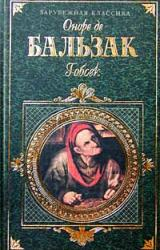 ЗАРУБЕЖНАЯ КЛАССИКА
Оноре де
БАЛЬЗАК
Гобсек